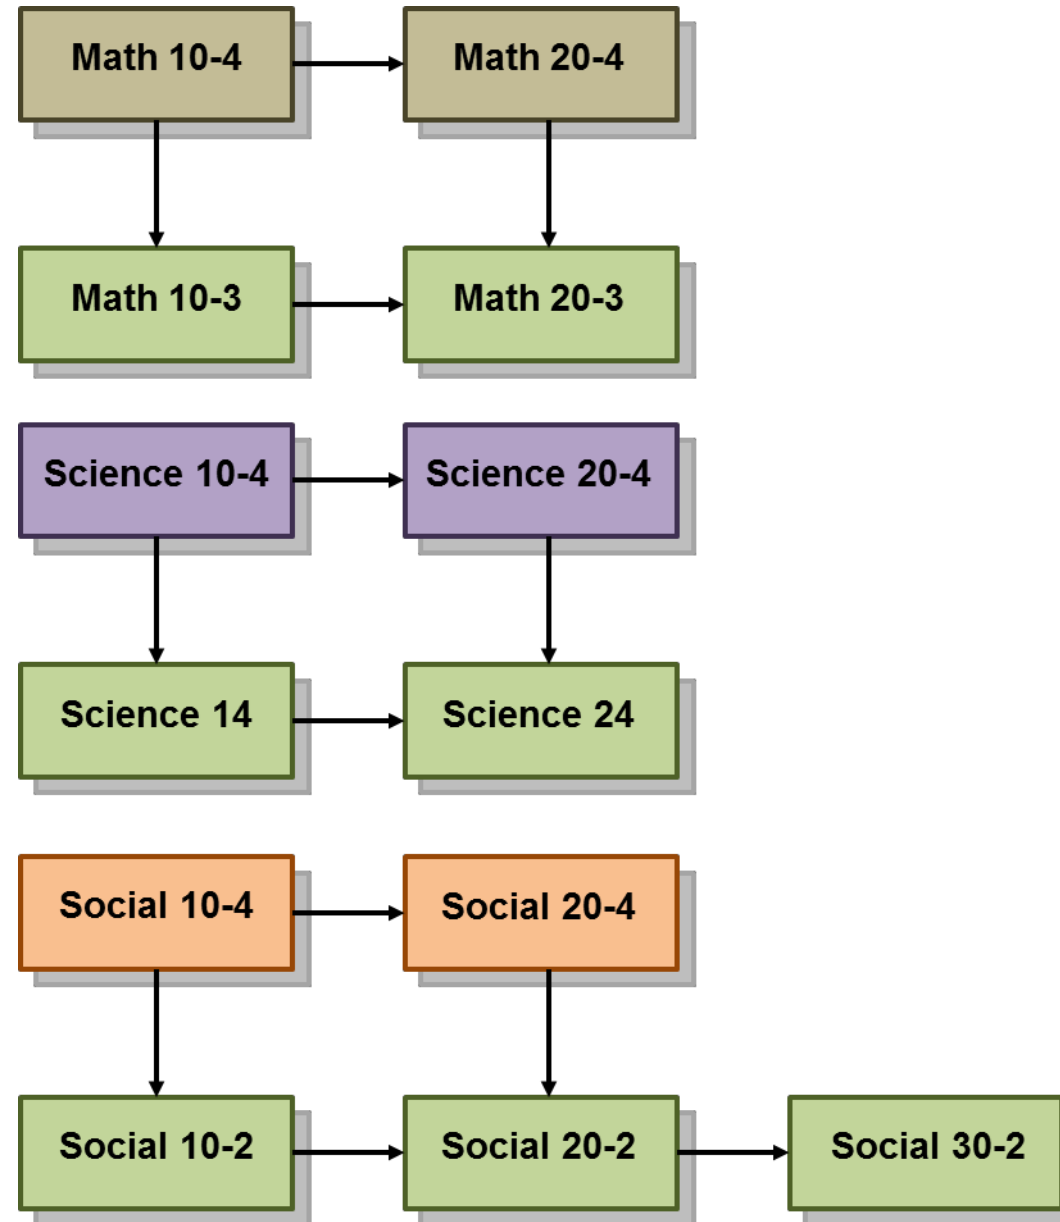 Math 10-4
Math 20-4
Math 10-3
Math 20-3
Science 10-4
Science 20-4
Science 14
Science 24
Social 10-4
Social 20-4
Social 10-2
Social 20-2
Social 30-2